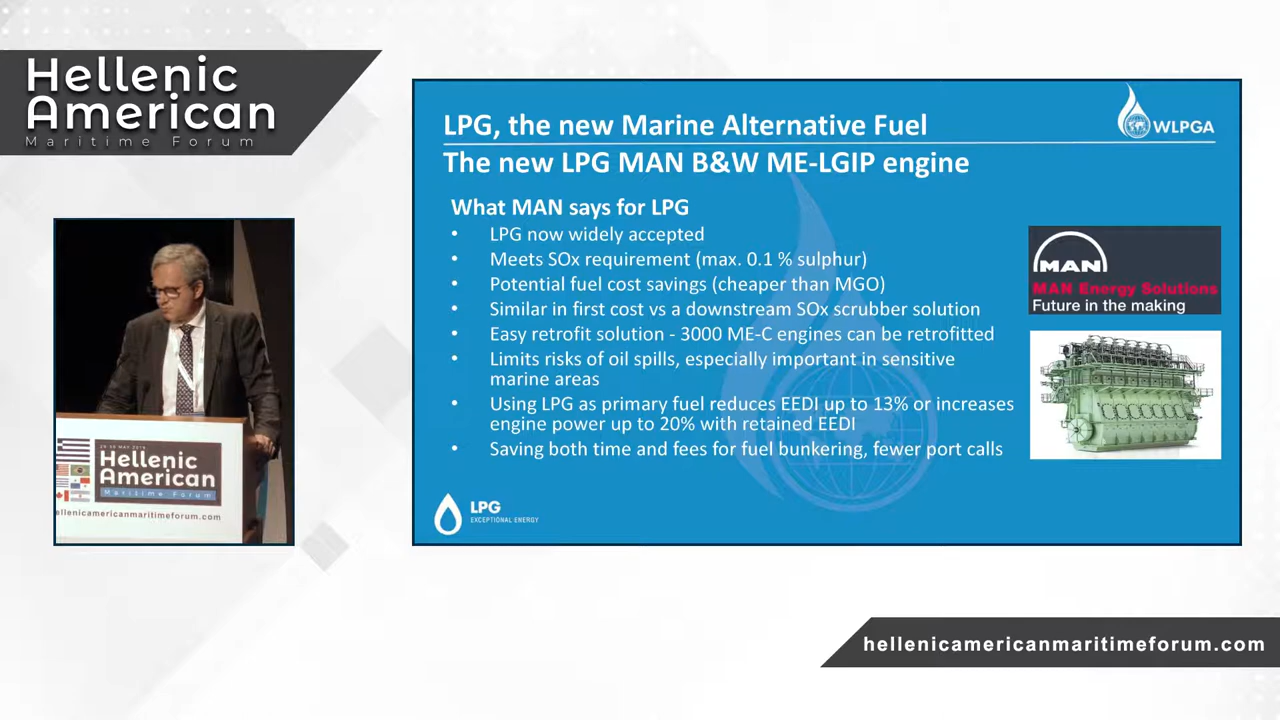 Hellenic
American
Maritime Forum
LPG, the new Marine Alternative Fuel
WLPGA
The new LPG MAN B&W ME-LGIP engine
What MAN says for LPG
• LPG now widely accepted
• Meets SOx requirement (max. 0.1 % sulphur)
• Potential fuel cost savings (cheaper than MGO)
• Similar in first cost vs a downstream SOx scrubber solution
• Easy retrofit solution - 3000 ME-C engines can be retrofitted
• Limits risks of oil spills, especially important in sensitive
marine areas
• Using LPG as primary fuel reduces EEDI up to 13% or increases
engine power up to 20% with retained EEDI
• Saving both time and fees for fuel bunkering, fewer port calls
MAN
MAN Energy Solutions
Future in the making
LPG
EXCEPTIONAL ENERGY
29-30 MAY 2019
Hellenic
American
Maritime Forum
ellenicamericanmaritimeforum.com
hellenicamericanmaritimeforum.com